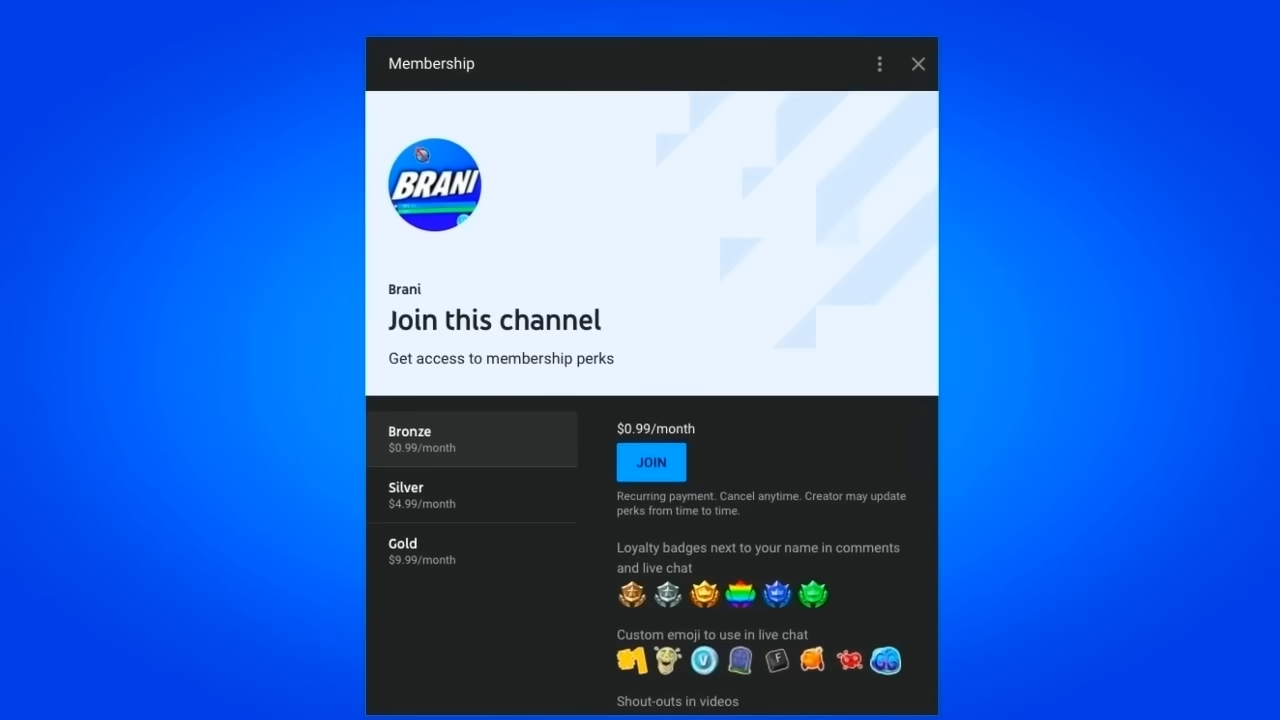 Membership
BRANI
Brani
Join this channel
Get access to membership perks
Bronze
$0.99/month
Silver
$4.99/month
Gold
$9.99/month
$0.99/month
JOIN
Recurring payment. Cancel anytime. Creator may update
perks from time to time.
Loyalty badges next to your name in comments
and live chat
Custom emoji to use in live chat
#1
V
F
GG
Shout-outs in videos